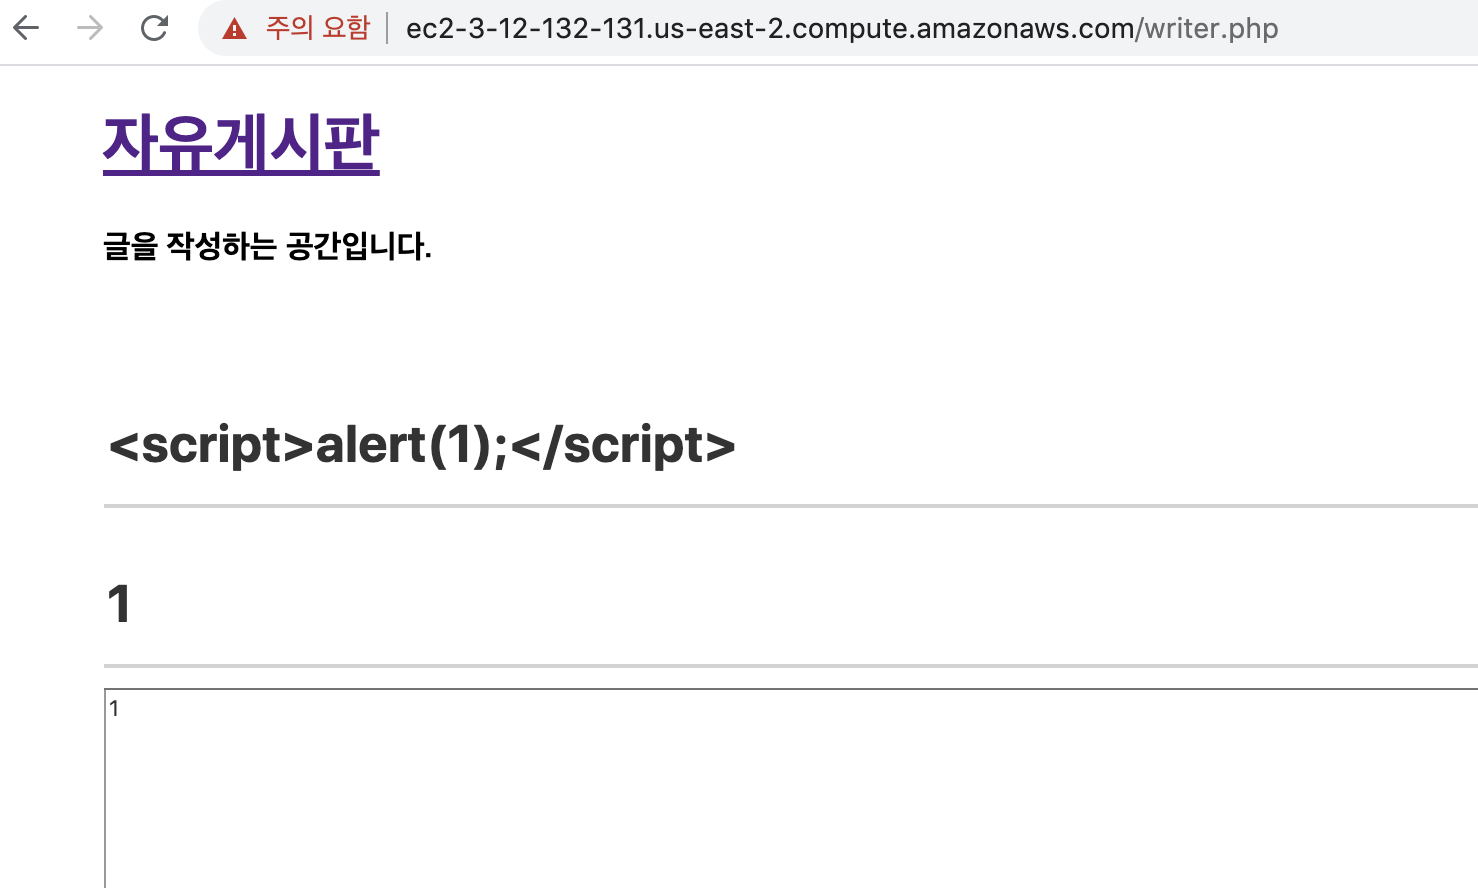 주의 요함 ec2-3-12-132-131.us-east-2.compute.amazonaws.com/writer.php
자유게시판
글을 작성하는 공간입니다.
<script>alert(1);</script>
1
1